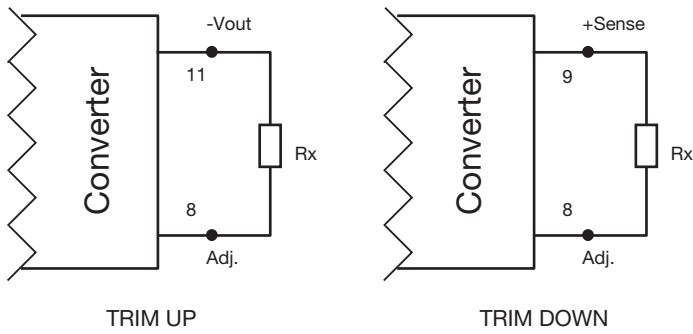 -Vout
11
Converter
Rx
8
Adj.
TRIM UP
+Sense
9
Converter
Rx
8
Adj.
TRIM DOWN